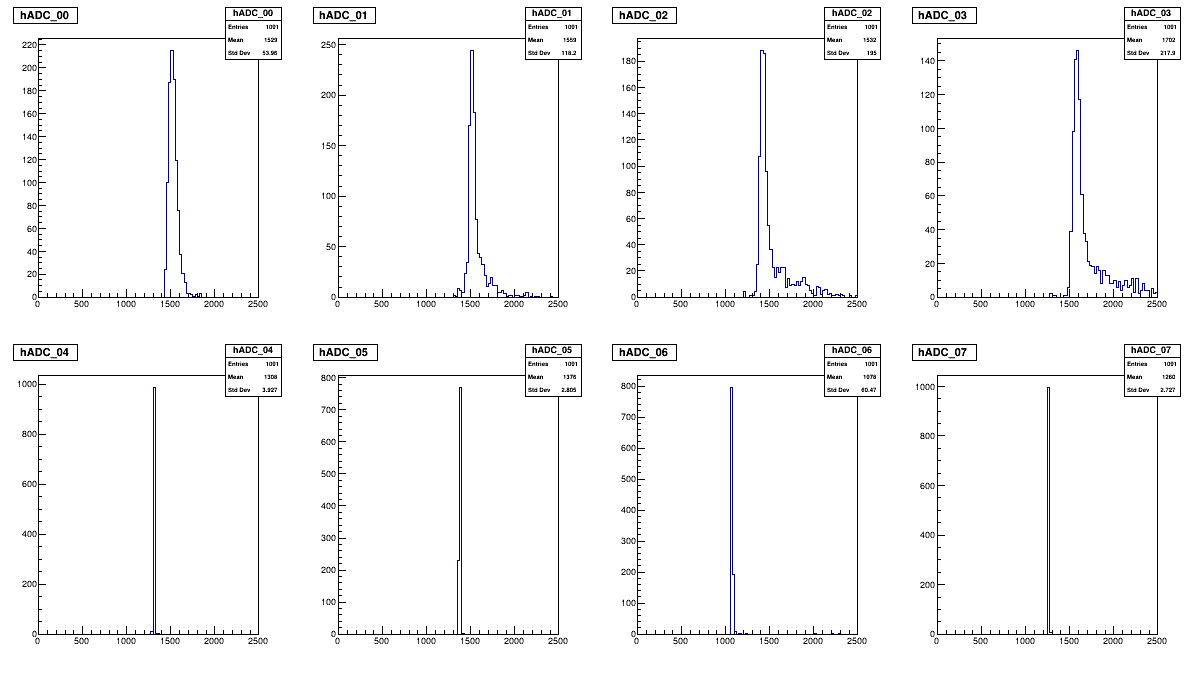 hADC_00
hADC_00
Entries 1001
Mean 1529
Std Dev 53.96
220
200
180
160
140
120
100
80
60
40
20
0
0 500 1000 1500 2000 2500
hADC_01
hADC_01
Entries 1001
Mean 1559
Std Dev 118.2
250
200
150
100
50
0
0 500 1000 1500 2000 2500
hADC_02
hADC_02
Entries 1001
Mean 1532
Std Dev 195
180
160
140
120
100
80
60
40
20
0
0 500 1000 1500 2000 2500
hADC_03
hADC_03
Entries 1001
Mean 1702
Std Dev 217.9
140
120
100
80
60
40
20
0
0 500 1000 1500 2000 2500
hADC_04
hADC_04
Entries 1001
Mean 1308
Std Dev 3.927
1000
800
600
400
200
0
0 500 1000 1500 2000 2500
hADC_05
hADC_05
Entries 1001
Mean 1376
Std Dev 2.805
800
700
600
500
400
300
200
100
0
0 500 1000 1500 2000 2500
hADC_06
hADC_06
Entries 1001
Mean 1078
Std Dev 60.47
800
700
600
500
400
300
200
100
0
0 500 1000 1500 2000 2500
hADC_07
hADC_07
Entries 1001
Mean 1260
Std Dev 2.727
1000
800
600
400
200
0
0 500 1000 1500 2000 2500